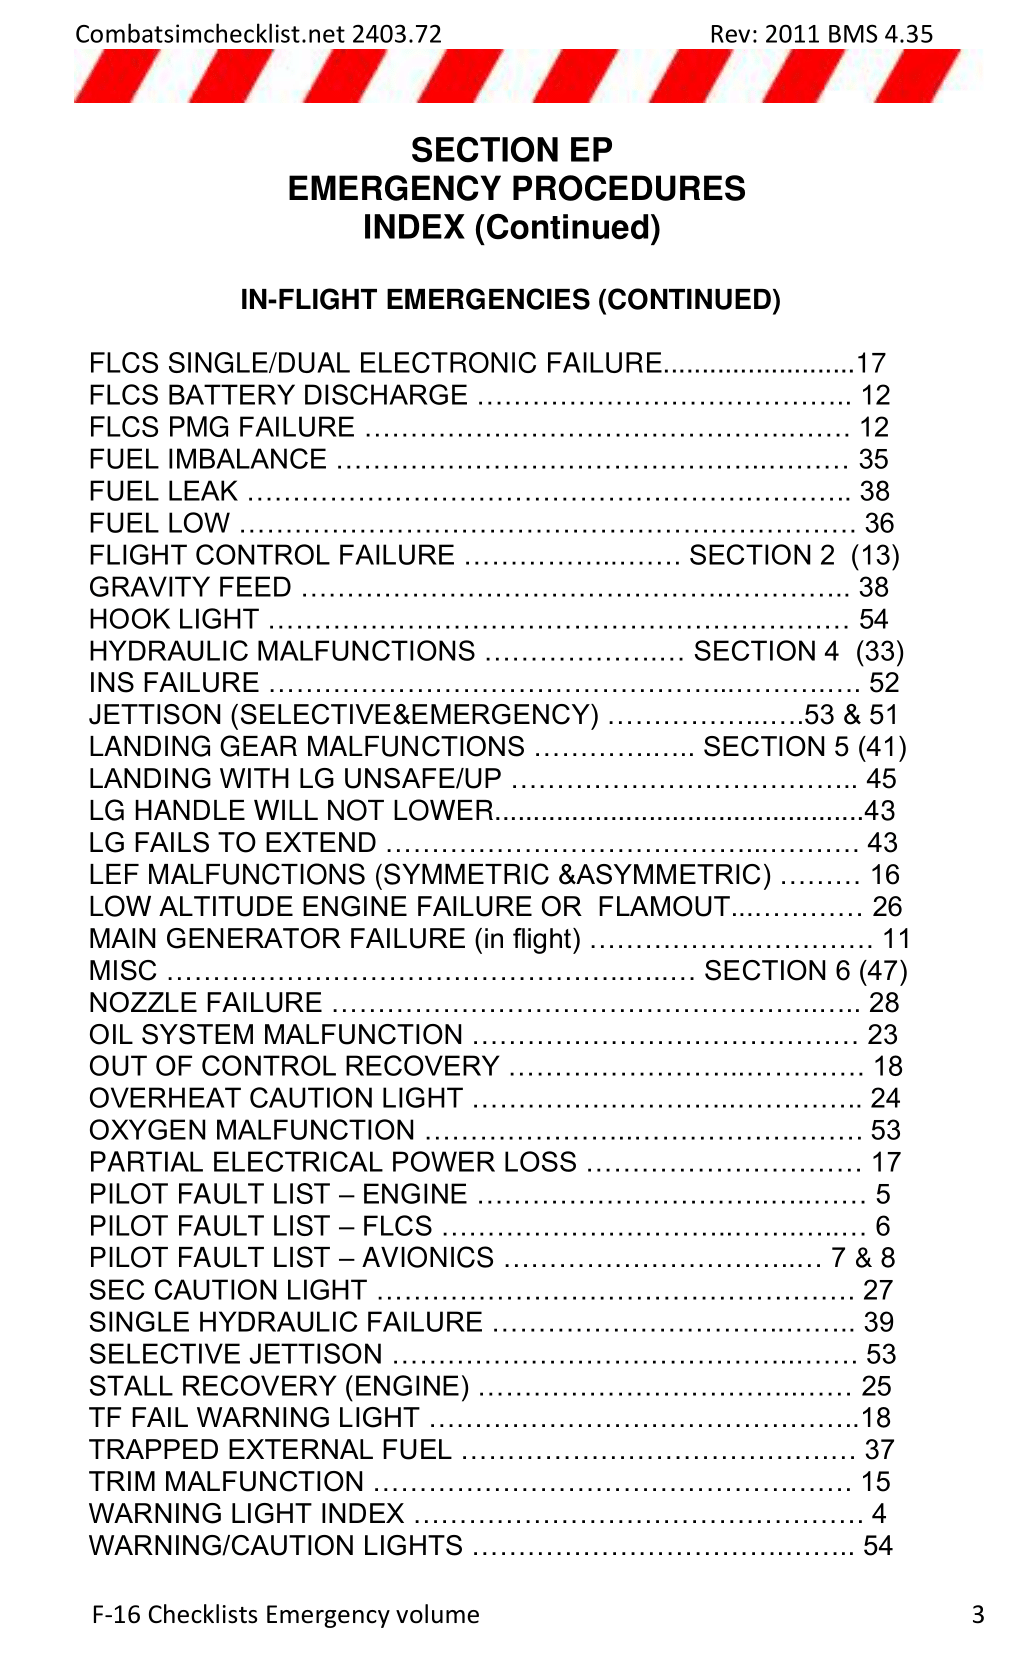 Combatsimchecklist.net 2403.72 Rev: 2011 BMS 4.35
SECTION EP
EMERGENCY PROCEDURES
INDEX (Continued)
IN-FLIGHT EMERGENCIES (CONTINUED)
FLCS SINGLE/DUAL ELECTRONIC FAILURE.........................17
FLCS BATTERY DISCHARGE ………………………………….. 12
FLCS PMG FAILURE ……………………………………….……. 12
FUEL IMBALANCE ……………………………………..……… 35
FUEL LEAK ……………………………………………….……….. 38
FUEL LOW ………………………………………………………… 36
FLIGHT CONTROL FAILURE ……………..……. SECTION 2 (13)
GRAVITY FEED ……………………………………….………….. 38
HOOK LIGHT ……………………………………………………… 54
HYDRAULIC MALFUNCTIONS …………………. SECTION 4 (33)
INS FAILURE …………………………………………...…………. 52
JETTISON (SELECTIVE&EMERGENCY) ……………...….53 & 51
LANDING GEAR MALFUNCTIONS ………….….. SECTION 5 (41)
LANDING WITH LG UNSAFE/UP ……………………………….. 45
LG HANDLE WILL NOT LOWER................................................43
LG FAILS TO EXTEND …………………………………...………. 43
LEF MALFUNCTIONS (SYMMETRIC &ASYMMETRIC) ……… 16
LOW ALTITUDE ENGINE FAILURE OR FLAMOUT...………… 26
MAIN GENERATOR FAILURE (in flight) ………………………… 11
MISC …………………………………………..…..… SECTION 6 (47)
NOZZLE FAILURE ……………………………………………..….. 28
OIL SYSTEM MALFUNCTION …………………………………… 23
OUT OF CONTROL RECOVERY ……………………..…………. 18
OVERHEAT CAUTION LIGHT ……………………….…………. 24
OXYGEN MALFUNCTION …………………..…………………… 53
PARTIAL ELECTRICAL POWER LOSS ………………………… 17
PILOT FAULT LIST – ENGINE ………………………….…..…… 5
PILOT FAULT LIST – FLCS …………………………..…….…..… 6
PILOT FAULT LIST – AVIONICS …………………………..… 7 & 8
SEC CAUTION LIGHT …………………………………………… 27
SINGLE HYDRAULIC FAILURE …………………………..…….. 39
SELECTIVE JETTISON ……………………………………..……. 53
STALL RECOVERY (ENGINE) ……………………………..…… 25
TF FAIL WARNING LIGHT ………………………………………..18
TRAPPED EXTERNAL FUEL …………………………………… 37
TRIM MALFUNCTION ……………………………………………. 15
WARNING LIGHT INDEX …………………………………………. 4
WARNING/CAUTION LIGHTS …………………………….…….. 54
F-16 Checklists Emergency volume 3